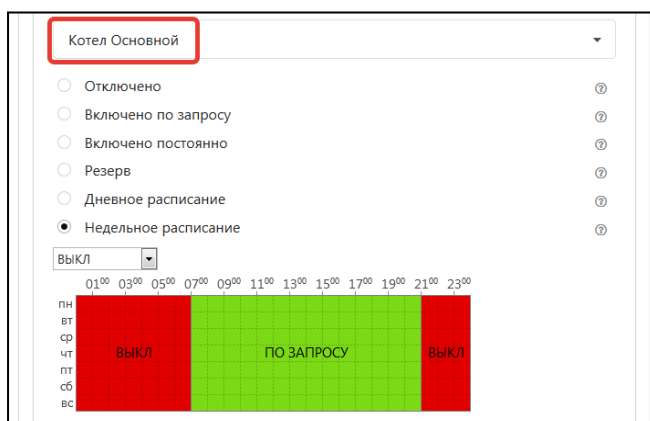 Котел Основной
Отключено
Включено по запросу
Включено постоянно
Резерв
Дневное расписание
Недельное расписание
ВЫКЛ
01⁰⁰ 03⁰⁰ 05⁰⁰ 07⁰⁰ 09⁰⁰ 11⁰⁰ 13⁰⁰ 15⁰⁰ 17⁰⁰ 19⁰⁰ 21⁰⁰ 23⁰⁰
пн
вт
ср
чт ВЫКЛ ПО ЗАПРОСУ ВЫКЛ
пт
сб
вс